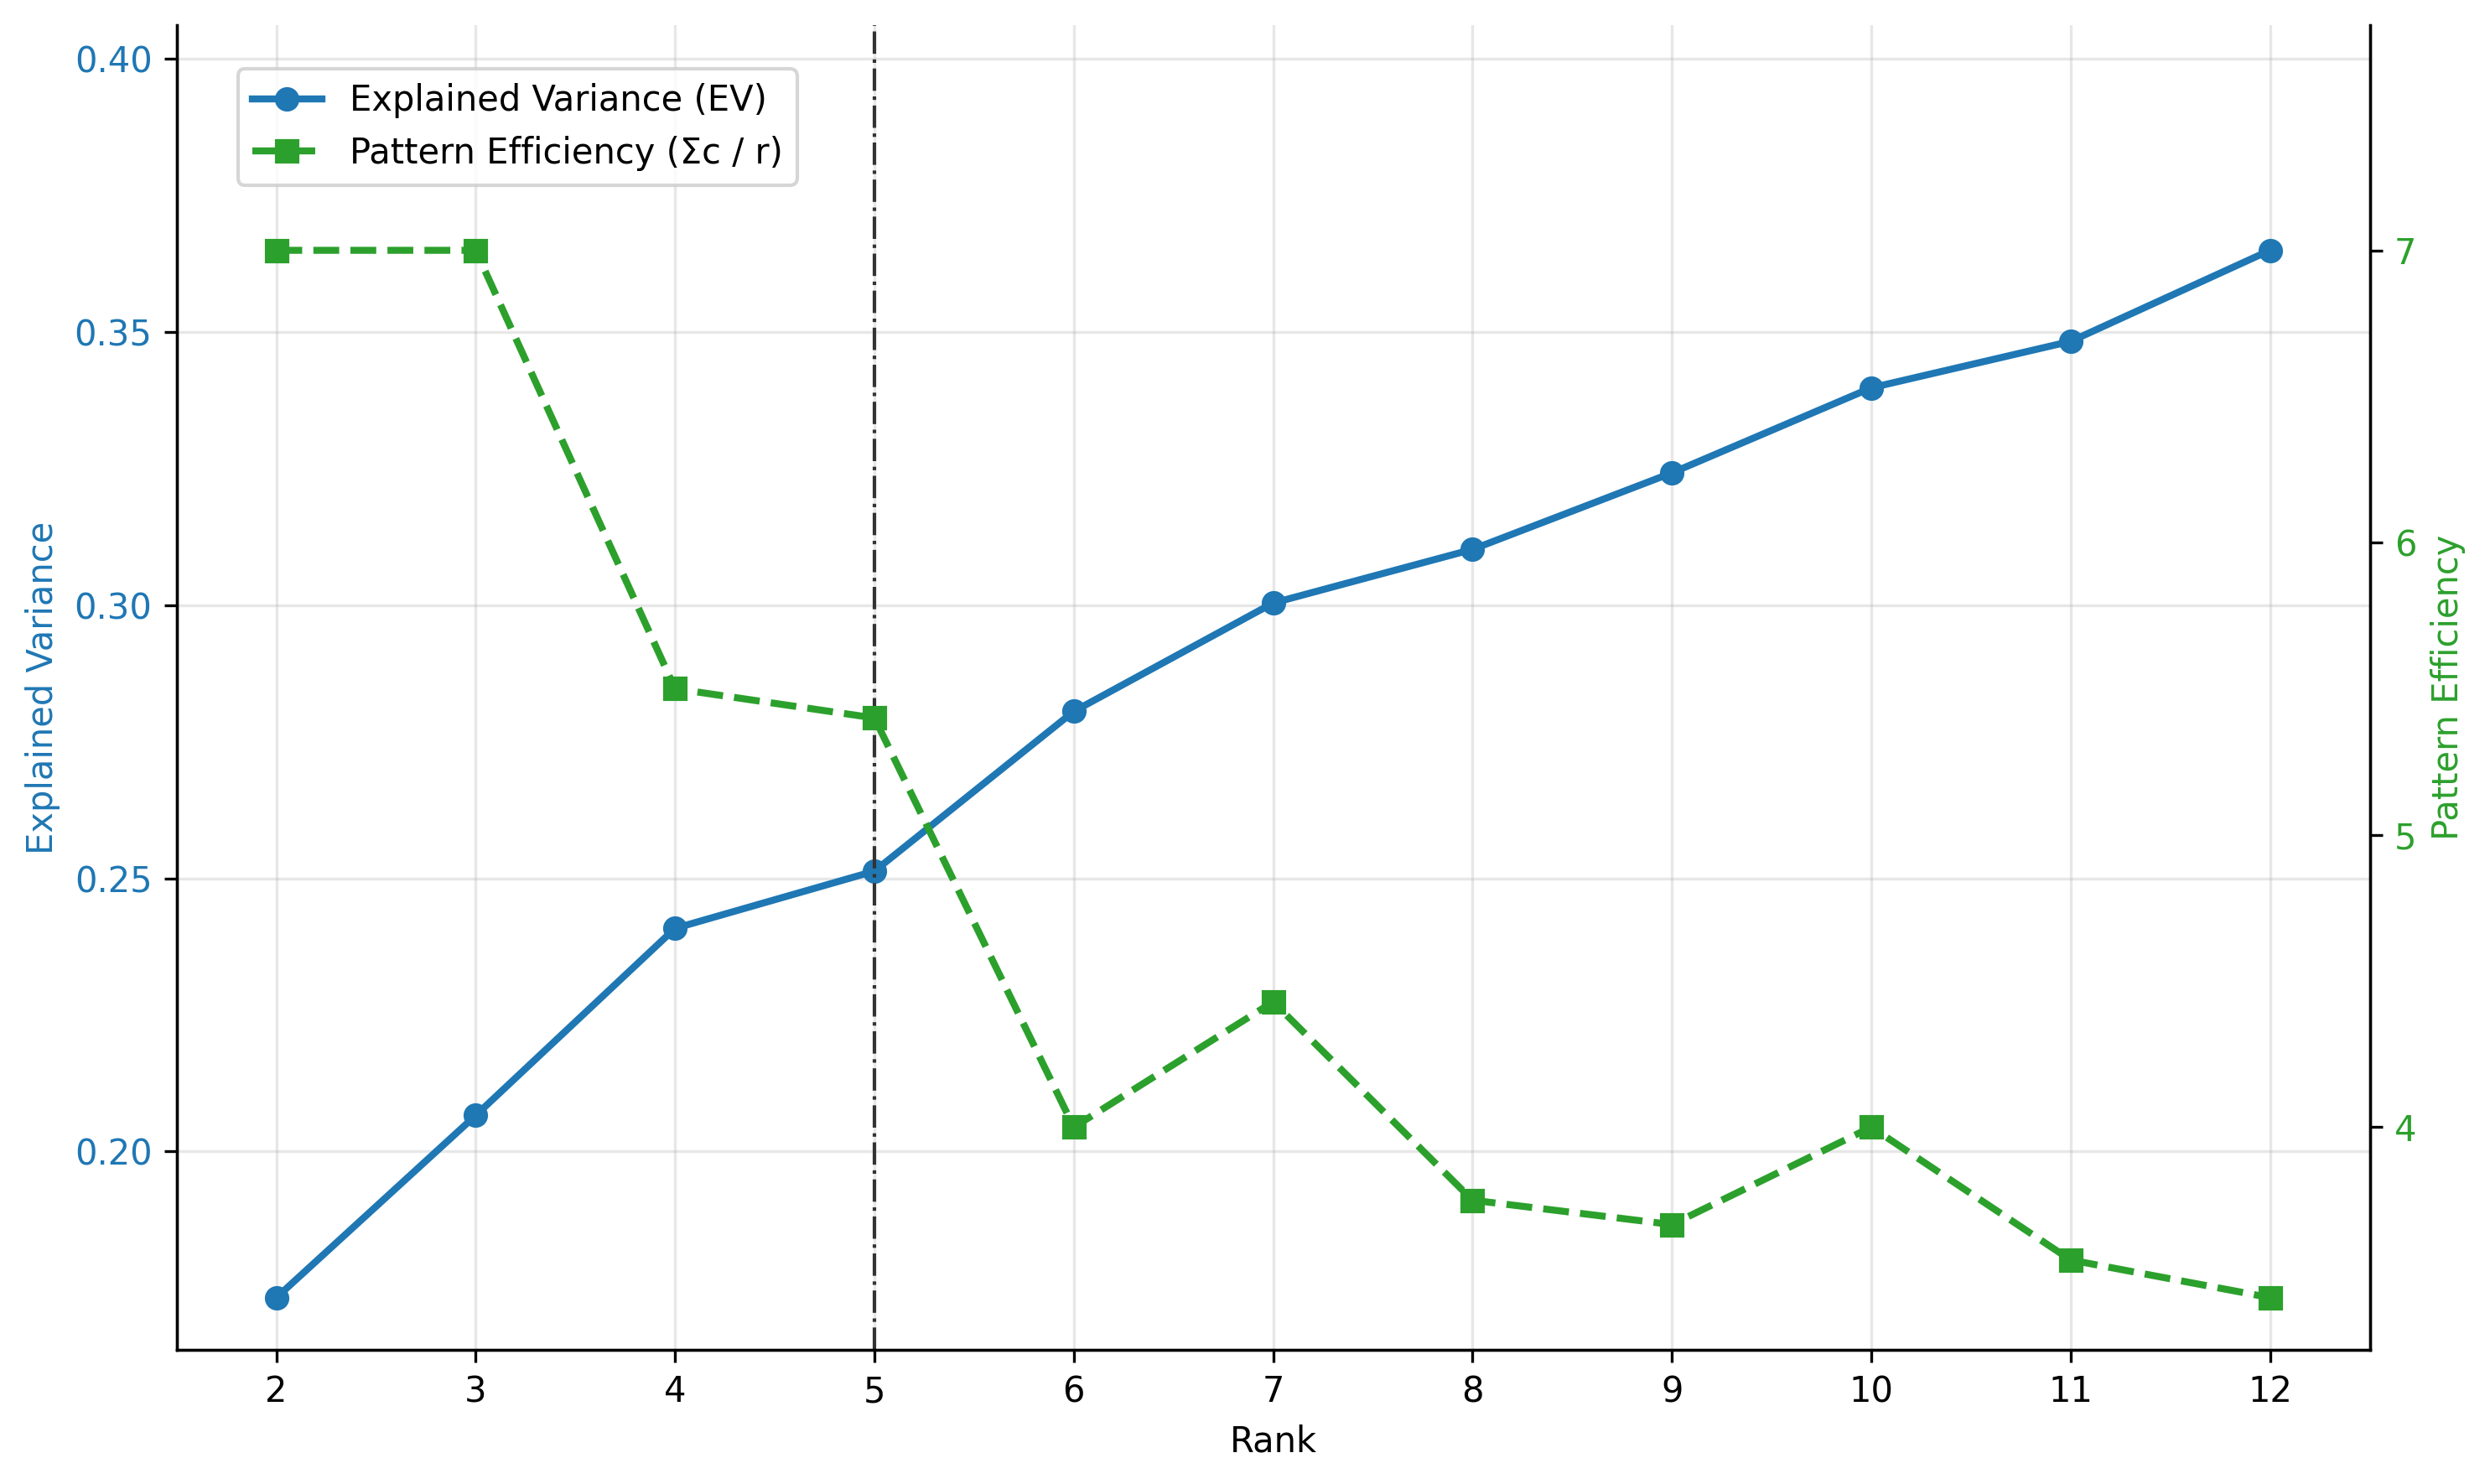 0.40
0.35
0.30
0.25
0.20
Explained Variance
Explained Variance (EV)
Pattern Efficiency (Σc / r)
7
6
5
4
Pattern Efficiency
2 3 4 5 6 7 8 9 10 11 12
Rank